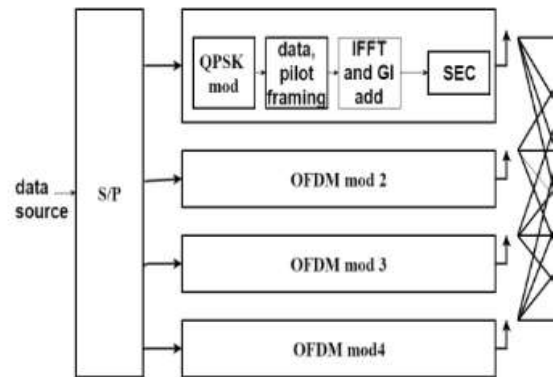 QPSK
mod
data,
pilot
framing
IFFT
and GI
add
SEC
data
source
S/P
OFDM mod 2
OFDM mod 3
OFDM mod4